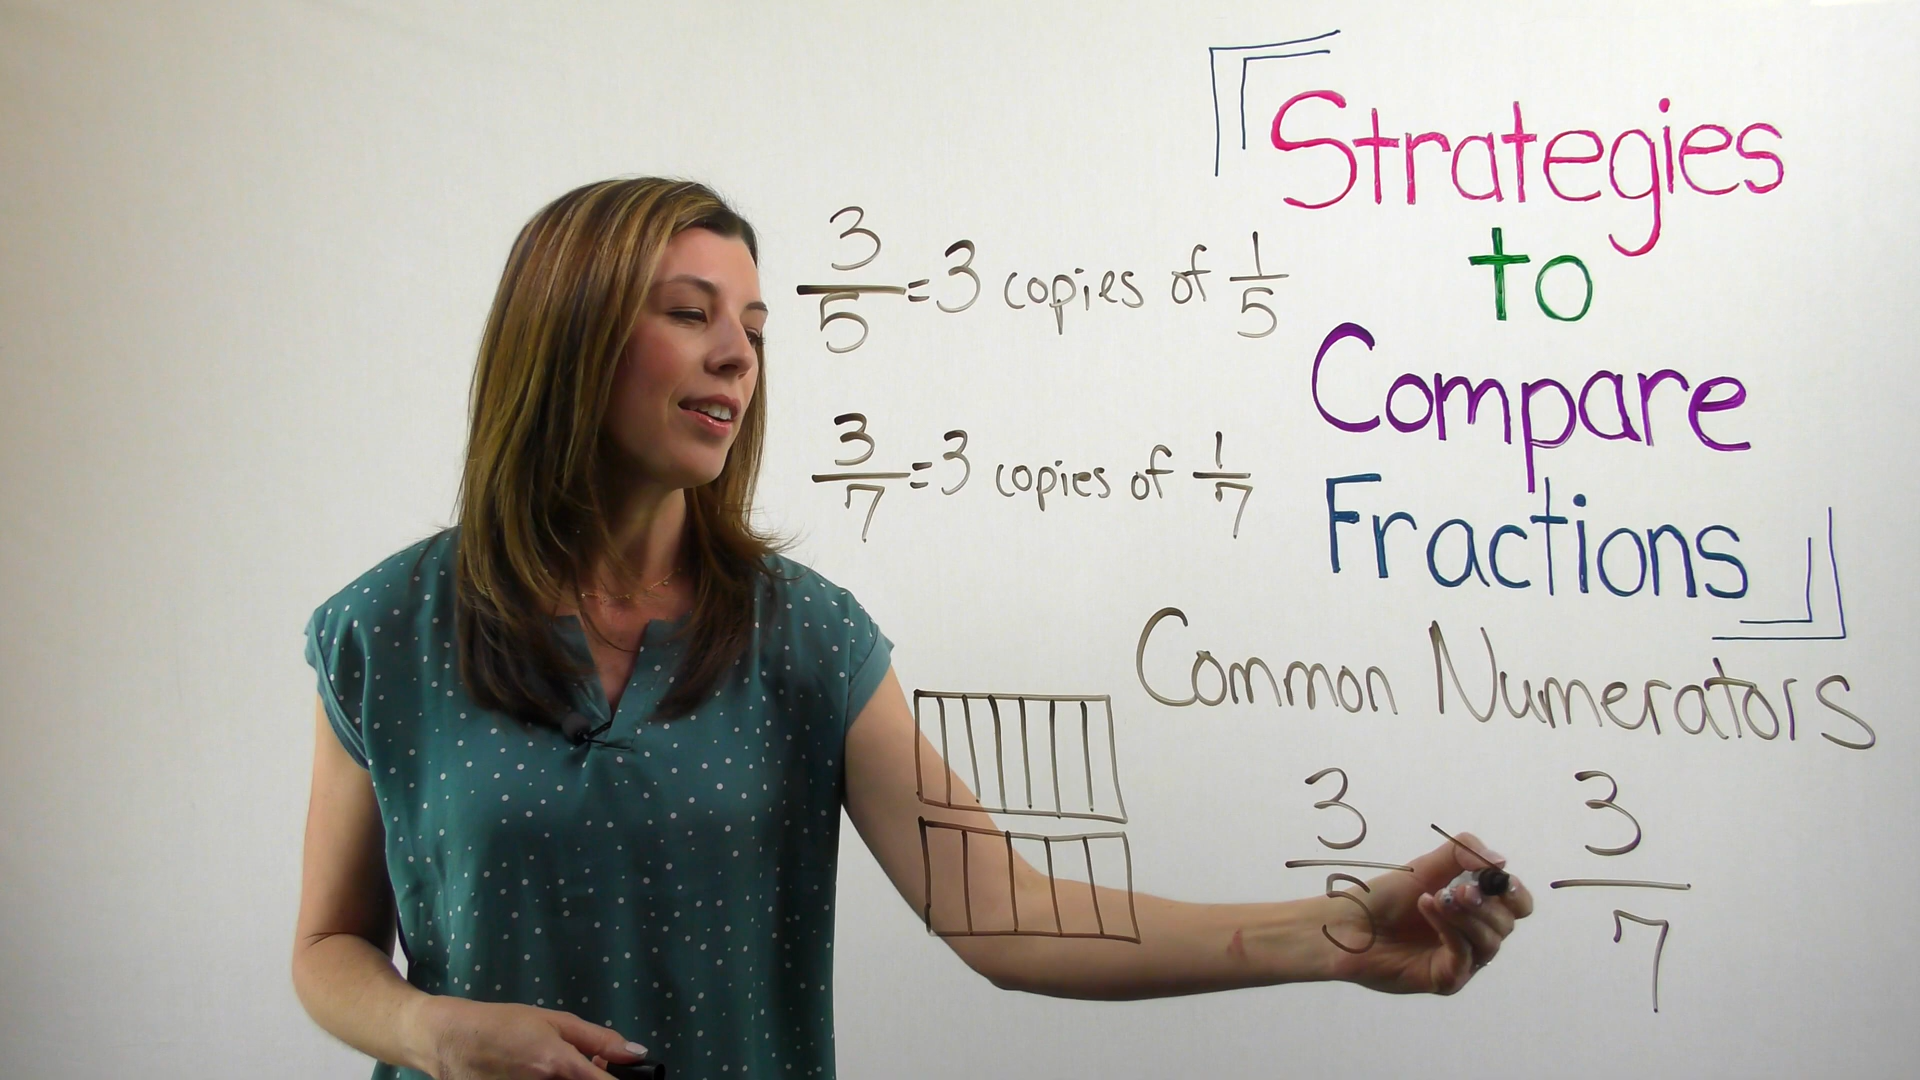 Strategies
to
Compare
Fractions
3/5 = 3 copies of 1/5
3/7 = 3 copies of 1/7
Common Numerators
3/5 3/7